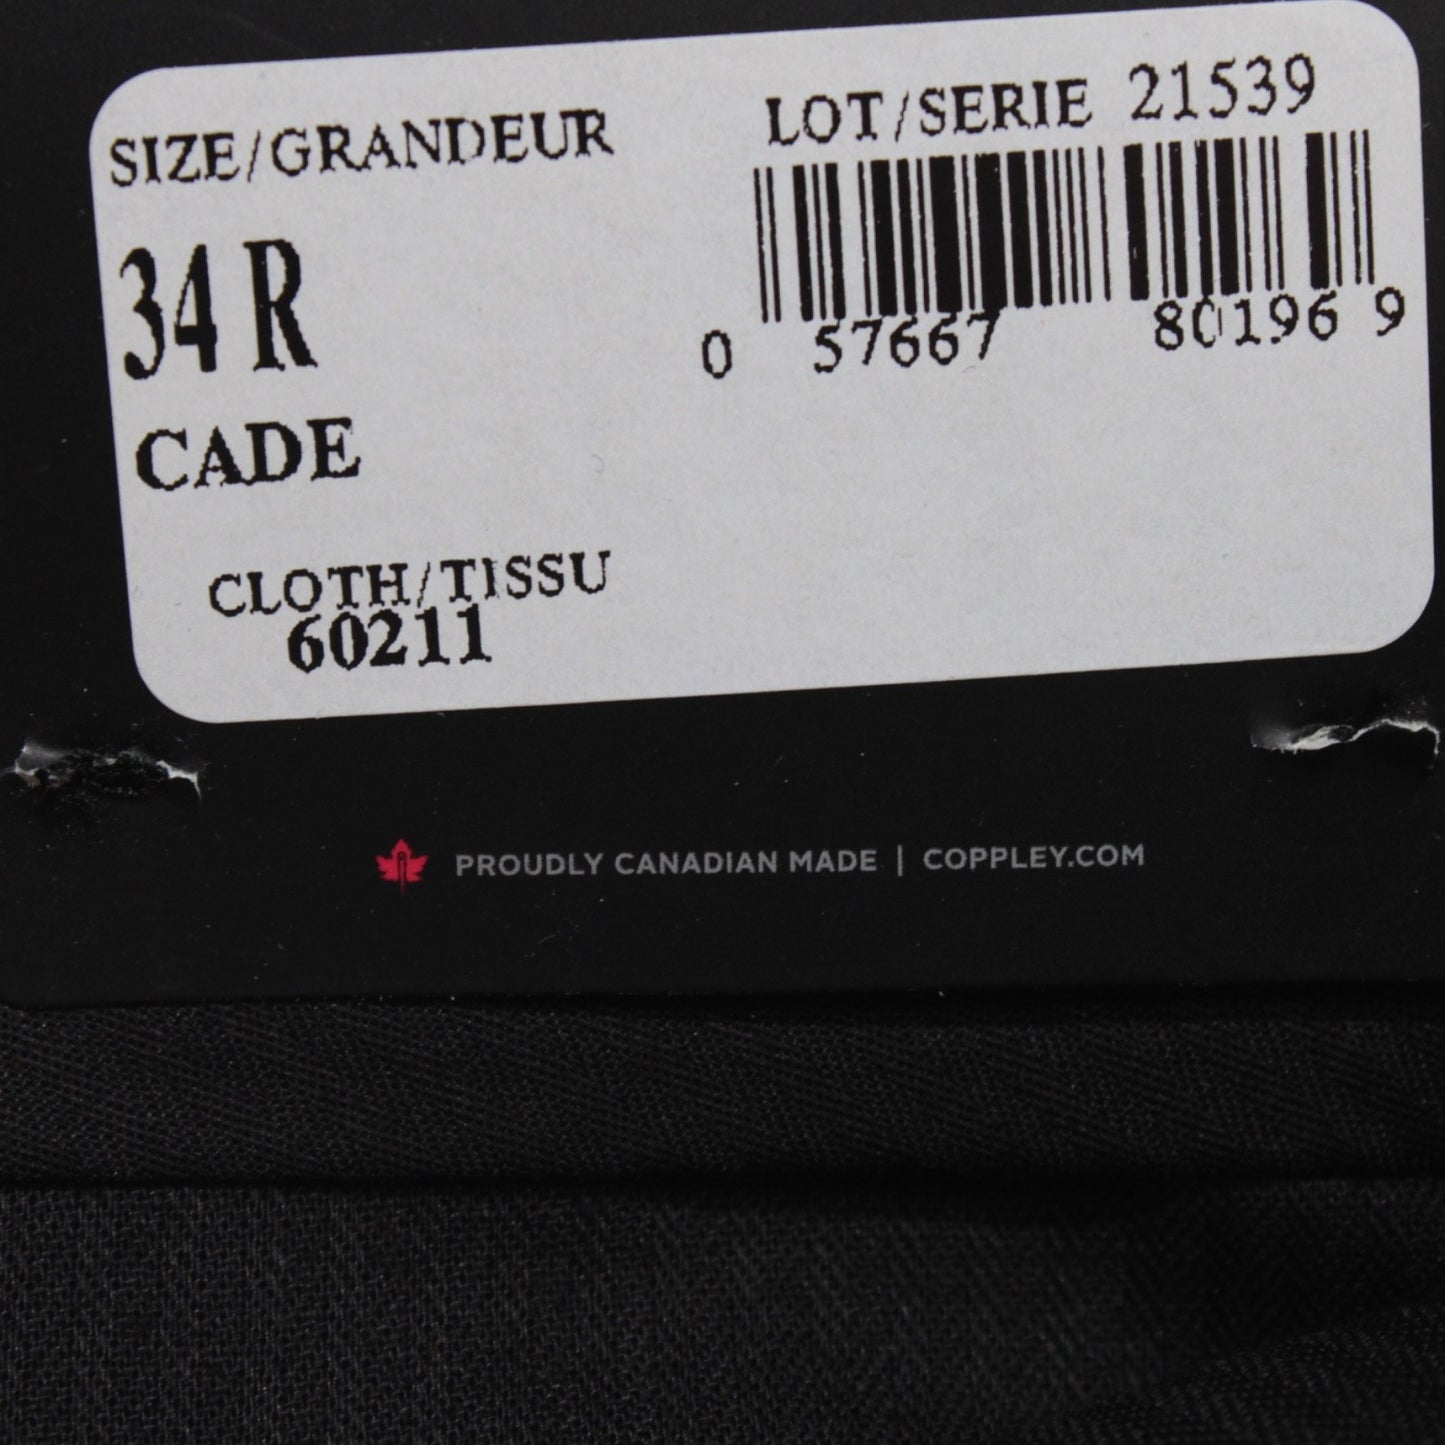 SIZE/GRANDEUR
34 R
CADE
CLOTH/TISSU
60211
LOT/SERIE 21539
0 57667 80196 9
PROUDLY CANADIAN MADE | COPPLEY.COM